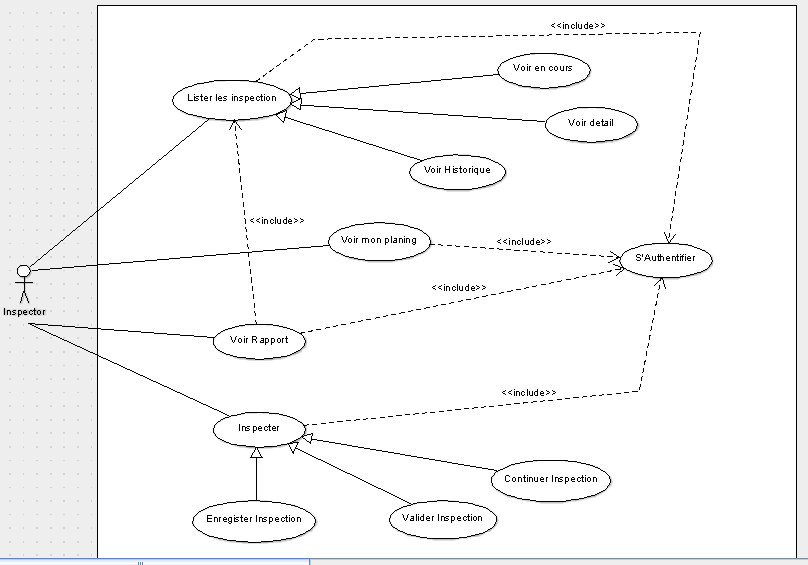 <<include>>
Voir en cours
Lister les inspection
Voir detail
Voir Historique
<<include>>
Voir mon planing
<<include>>
S'Authentifier
<<include>>
Inspector
Voir Rapport
<<include>>
Inspecter
Continuer Inspection
Enregister Inspection
Valider Inspection